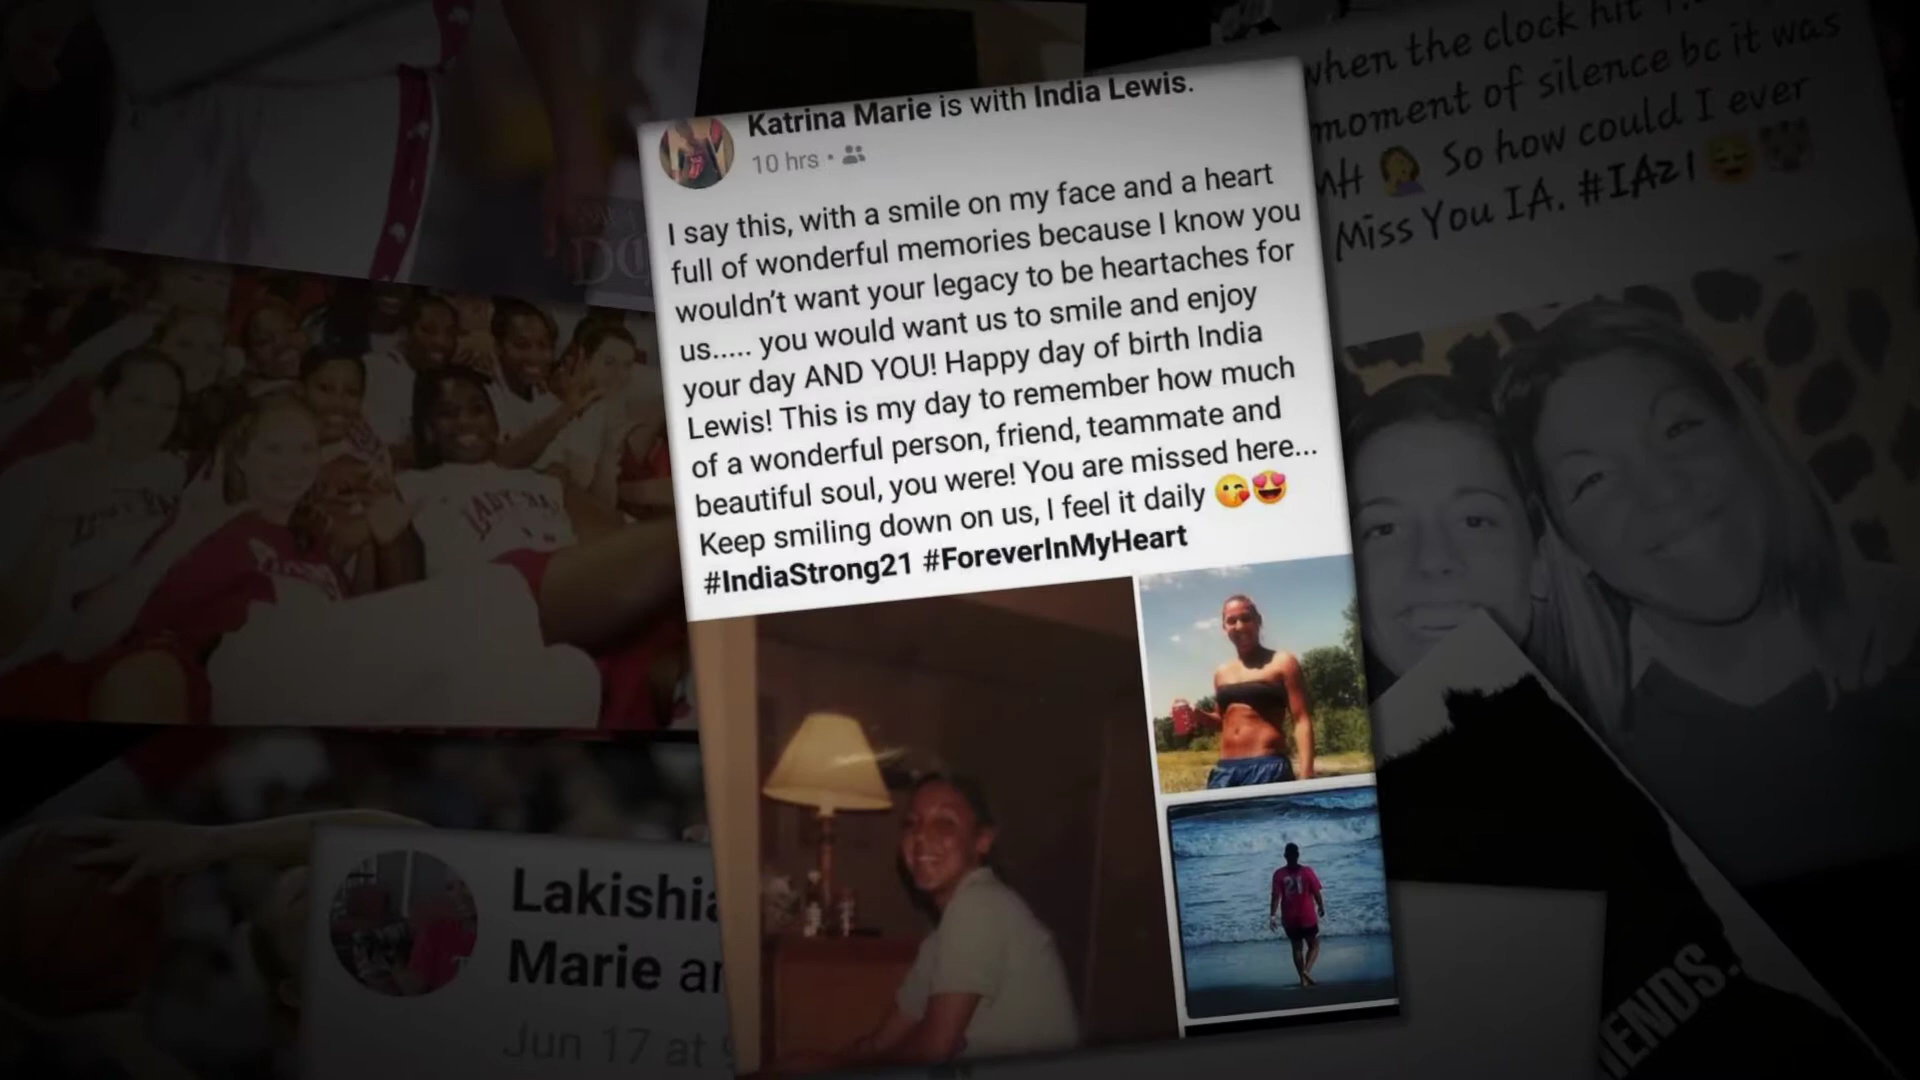 Katrina Marie is with India Lewis.
10 hrs ·
I say this, with a smile on my face and a heart
full of wonderful memories because I know you
wouldn't want your legacy to be heartaches for
us..... you would want us to smile and enjoy
your day AND YOU! Happy day of birth India
Lewis! This is my day to remember how much
of a wonderful person, friend, teammate and
beautiful soul, you were! You are missed here...
Keep smiling down on us, I feel it daily 😘😍
#IndiaStrong21 #ForeverInMyHeart
21
when the clock hit
moment of silence bc it was
So how could I ever
Miss You IA. #IA21
LADY
Lakishia
Marie
Jun 17 at